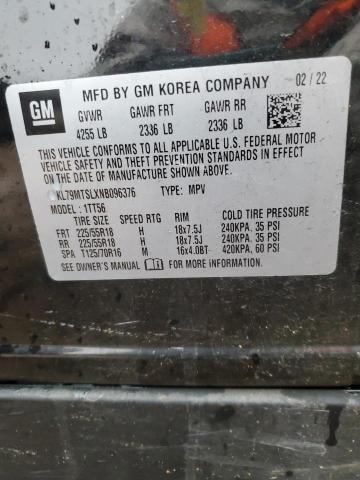 GM
MFD BY GM KOREA COMPANY 02 / 22
GVWR GAWR FRT GAWR RR
4255 LB 2336 LB 2336 LB
THIS VEHICLE CONFORMS TO ALL APPLICABLE U.S. FEDERAL MOTOR
VEHICLE SAFETY AND THEFT PREVENTION STANDARDS IN EFFECT ON
THE DATE OF MANUFACTURE SHOWN ABOVE.
KL79MTSLXNB096376 TYPE: MPV
MODEL: 1TT56
TIRE SIZE SPEED RTG RIM COLD TIRE PRESSURE
FRT 225/55R18 H 18x7.5J 240KPA, 35 PSI
RR 225/55R18 H 18x7.5J 240KPA, 35 PSI
SPA T125/70R16 M 16x4.0BT 420KPA, 60 PSI
SEE OWNER'S MANUAL FOR MORE INFORMATION.